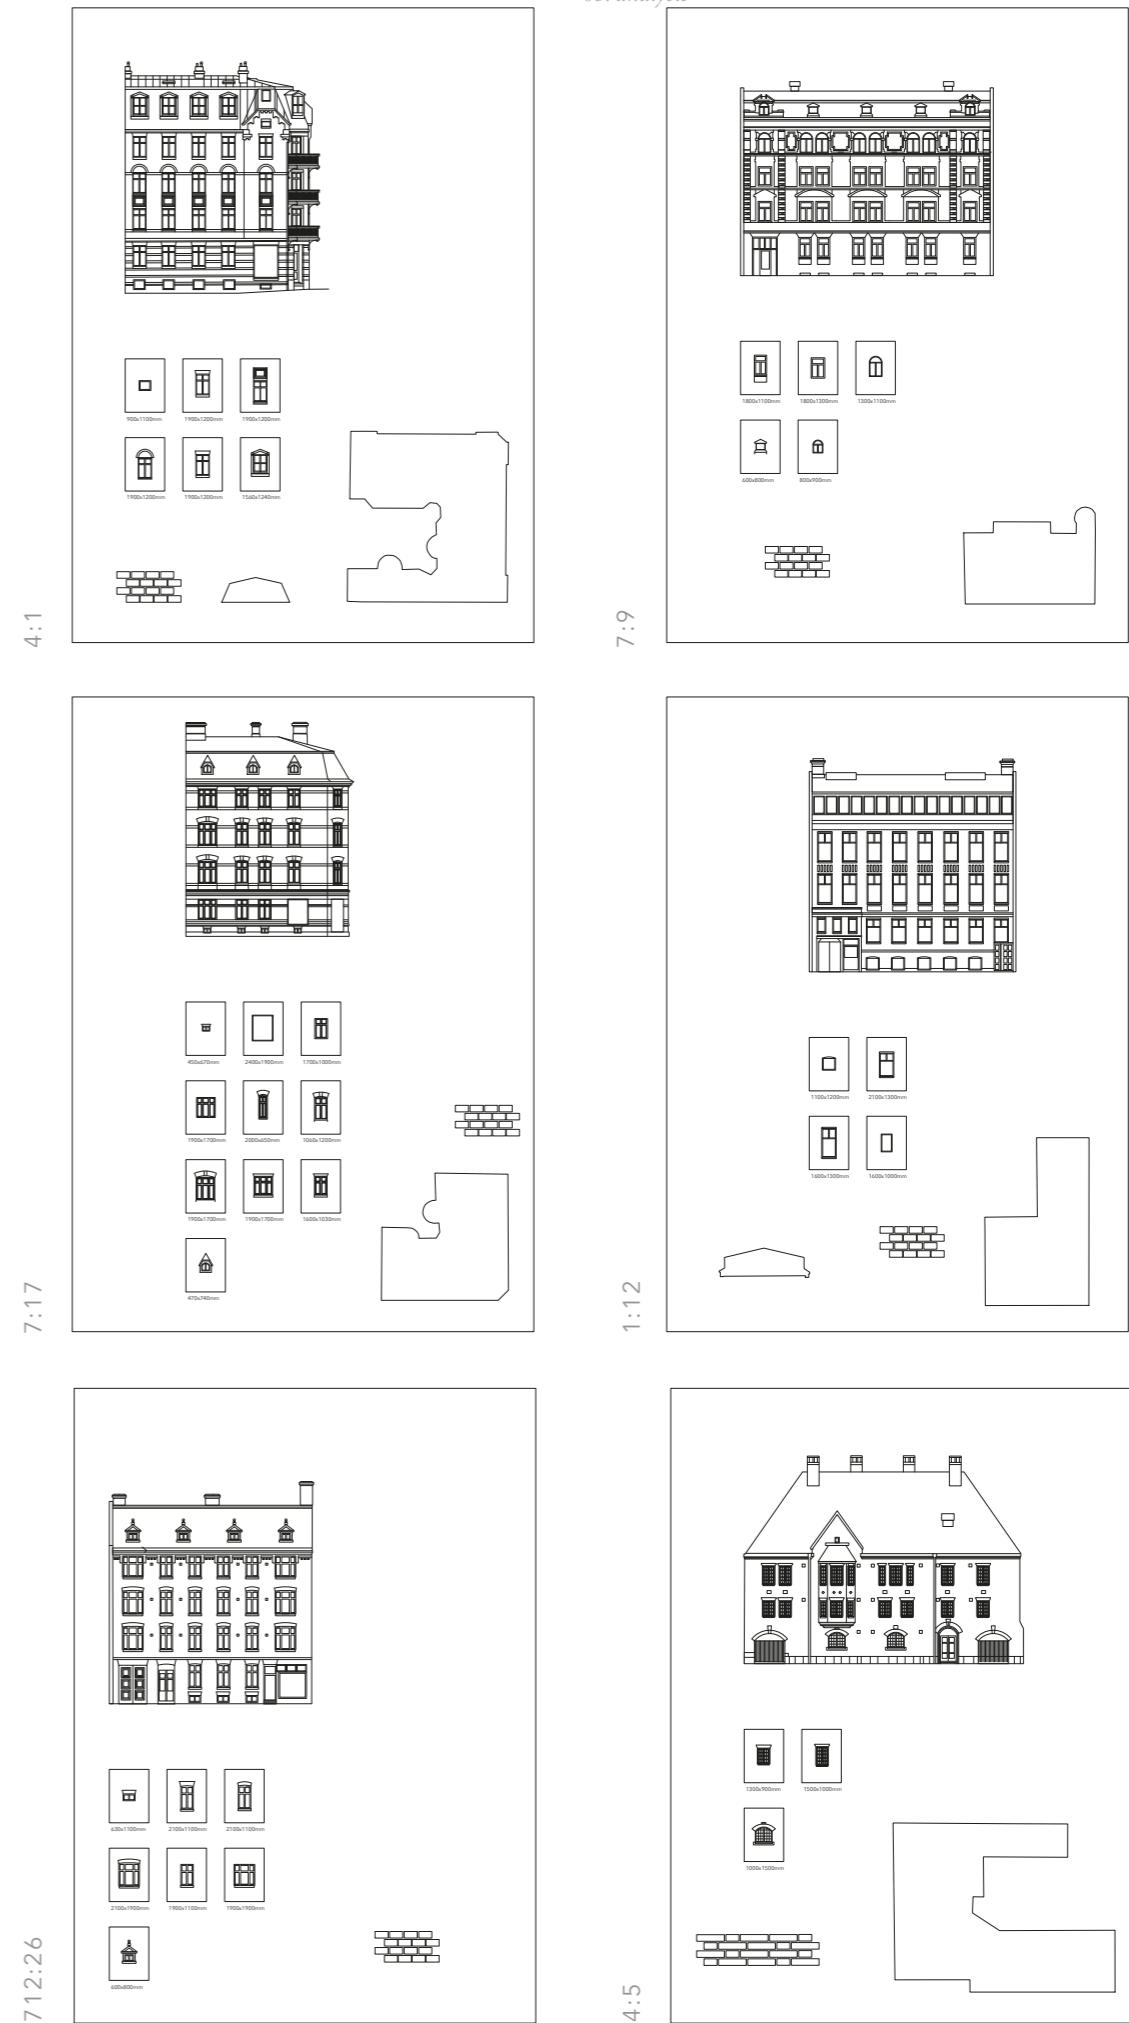 4:1
900x1100mm 1900x1200mm 1900x1200mm
1900x1200mm 1900x1200mm 1560x1240mm
7:9
1800x1100mm 1800x1300mm 1300x1100mm
600x800mm 800x900mm
7:17
450x670mm 2400x1900mm 1700x1000mm
1900x1700mm 2000x650mm 1060x1200mm
1900x1700mm 1900x1700mm 1600x1030mm
470x740mm
1:12
1100x1200mm 2100x1300mm
1600x1300mm 1600x1000mm
712:26
630x1100mm 2100x1100mm 2100x1100mm
2100x1900mm 1900x1100mm 1900x1900mm
600x800mm
4:5
1300x900mm 1500x1000mm
1000x1500mm